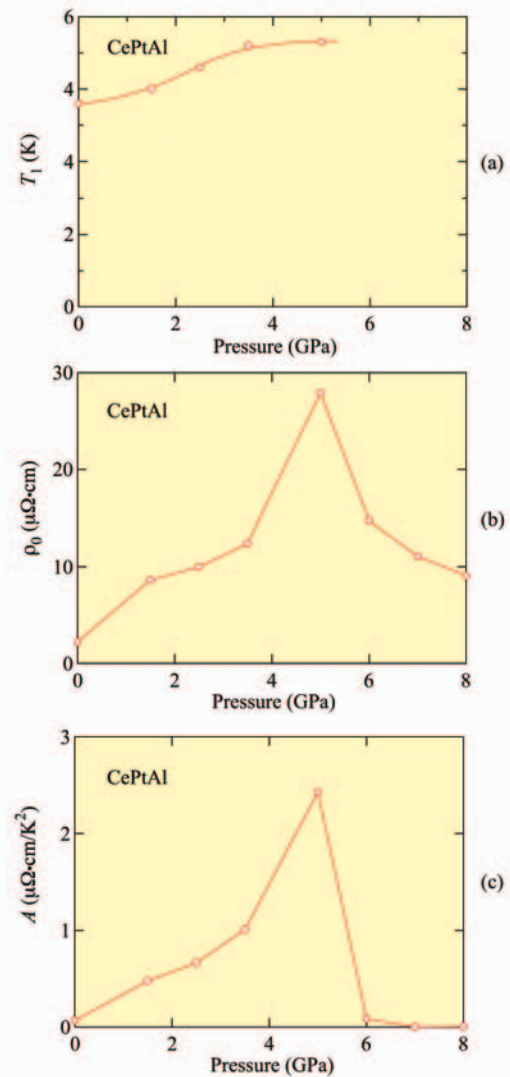 CePtAl
6
4
2
0
T₁ (K)
(a)
0 2 4 6 8
Pressure (GPa)
CePtAl
30
20
10
0
ρ₀ (μΩ·cm)
(b)
0 2 4 6 8
Pressure (GPa)
CePtAl
3
2
1
0
A (μΩ·cm/K²)
(c)
0 2 4 6 8
Pressure (GPa)